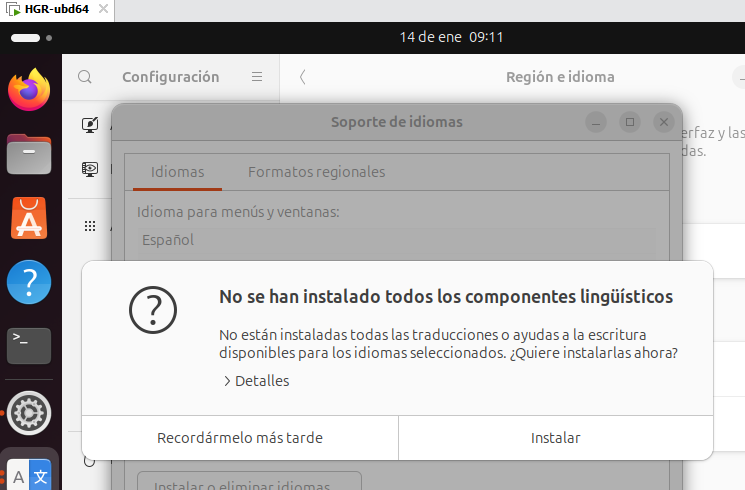 HGR-ubd64
14 de ene 09:11
Configuración
Región e idioma
Soporte de idiomas
Idiomas
Formatos regionales
erfaz y las
das.
Idioma para menús y ventanas:
Español
No se han instalado todos los componentes lingüísticos
No están instaladas todas las traducciones o ayudas a la escritura
disponibles para los idiomas seleccionados. ¿Quiere instalarlas ahora?
Detalles
Recordármelo más tarde
Instalar
Instalar o eliminar idiomas...